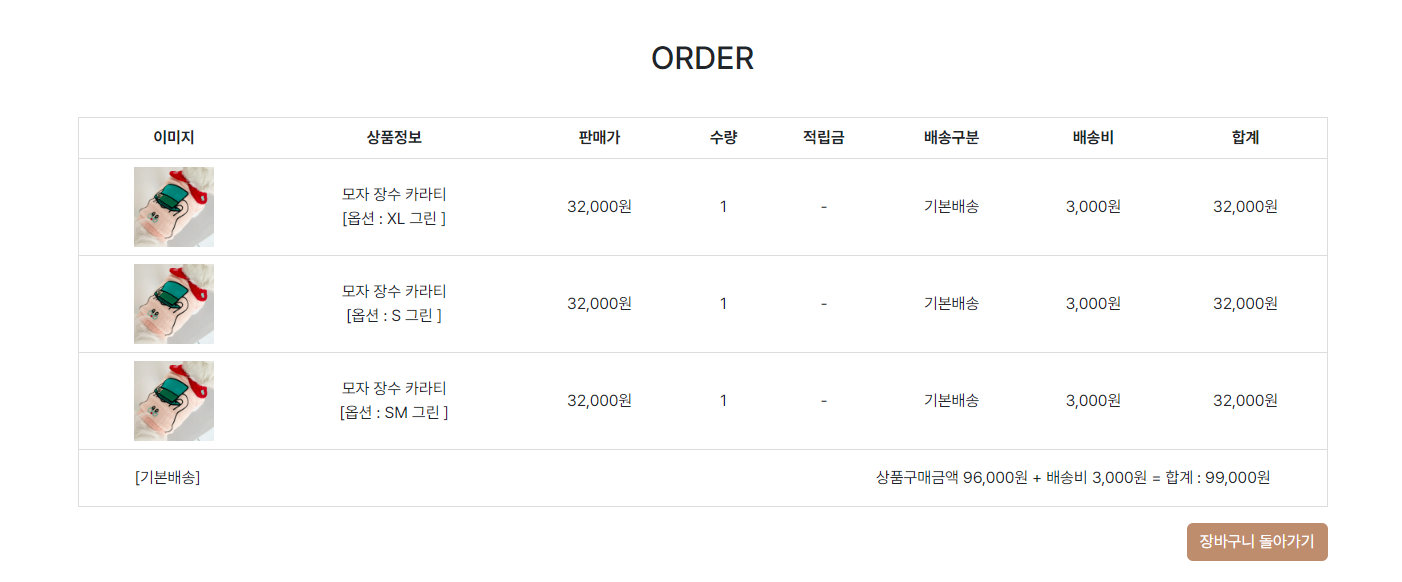 ORDER
이미지 상품정보 판매가 수량 적립금 배송구분 배송비 합계
모자 장수 카라티
[옵션 : XL 그린 ]
32,000원 1 - 기본배송 3,000원 32,000원
모자 장수 카라티
[옵션 : S 그린 ]
32,000원 1 - 기본배송 3,000원 32,000원
모자 장수 카라티
[옵션 : SM 그린 ]
32,000원 1 - 기본배송 3,000원 32,000원
[기본배송] 상품구매금액 96,000원 + 배송비 3,000원 = 합계 : 99,000원
장바구니 돌아가기